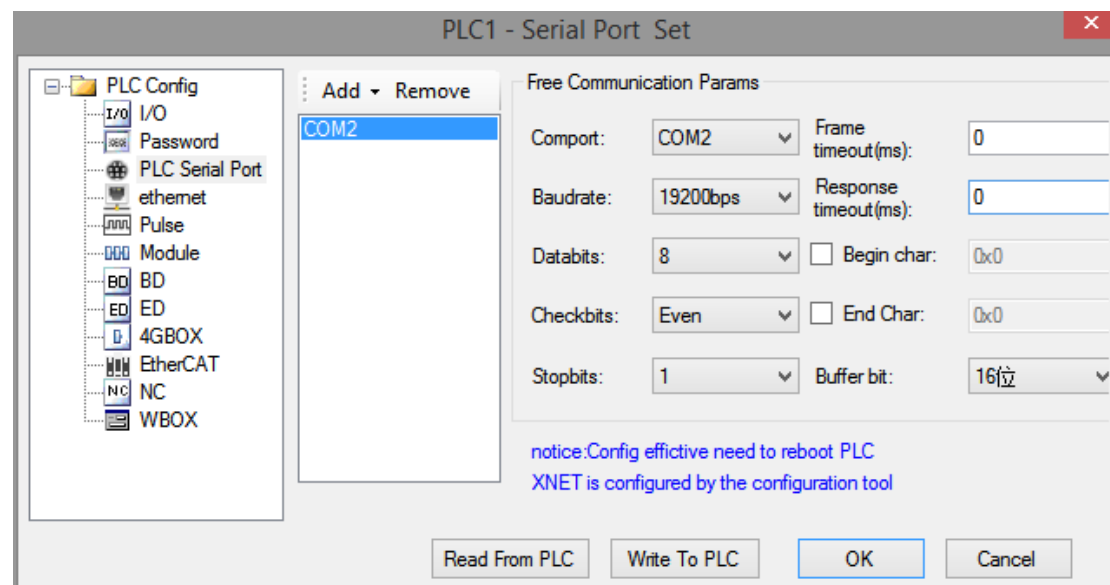 PLC1 - Serial Port Set
PLC Config
I/O
I/O
Password
PLC Serial Port
ethernet
Pulse
Module
BD
BD
ED
ED
4GBOX
EtherCAT
NC
NC
WBOX
Add
Remove
COM2
Free Communication Params
Comport:
COM2
Frame
timeout(ms):
0
Baudrate:
19200bps
Response
timeout(ms):
0
Databits:
8
Begin char:
0x0
Checkbits:
Even
End Char:
0x0
Stopbits:
1
Buffer bit:
16位
notice:Config effictive need to reboot PLC
XNET is configured by the configuration tool
Read From PLC
Write To PLC
OK
Cancel